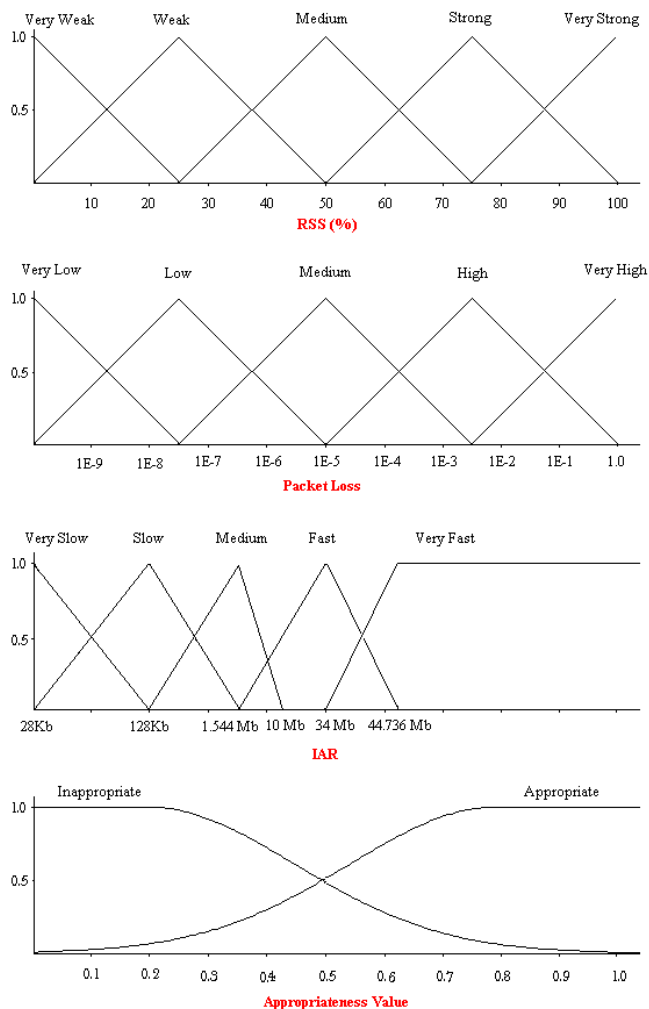 Very Weak Weak Medium Strong Very Strong
1.0
0.5
10 20 30 40 50 60 70 80 90 100
RSS (%)
Very Low Low Medium High Very High
1.0
0.5
1E-9 1E-8 1E-7 1E-6 1E-5 1E-4 1E-3 1E-2 1E-1 1.0
Packet Loss
Very Slow Slow Medium Fast Very Fast
1.0
0.5
28Kb 128Kb 1.544 Mb 10 Mb 34 Mb 44.736 Mb
IAR
Inappropriate Appropriate
1.0
0.5
0.1 0.2 0.3 0.4 0.5 0.6 0.7 0.8 0.9 1.0
Appropriateness Value